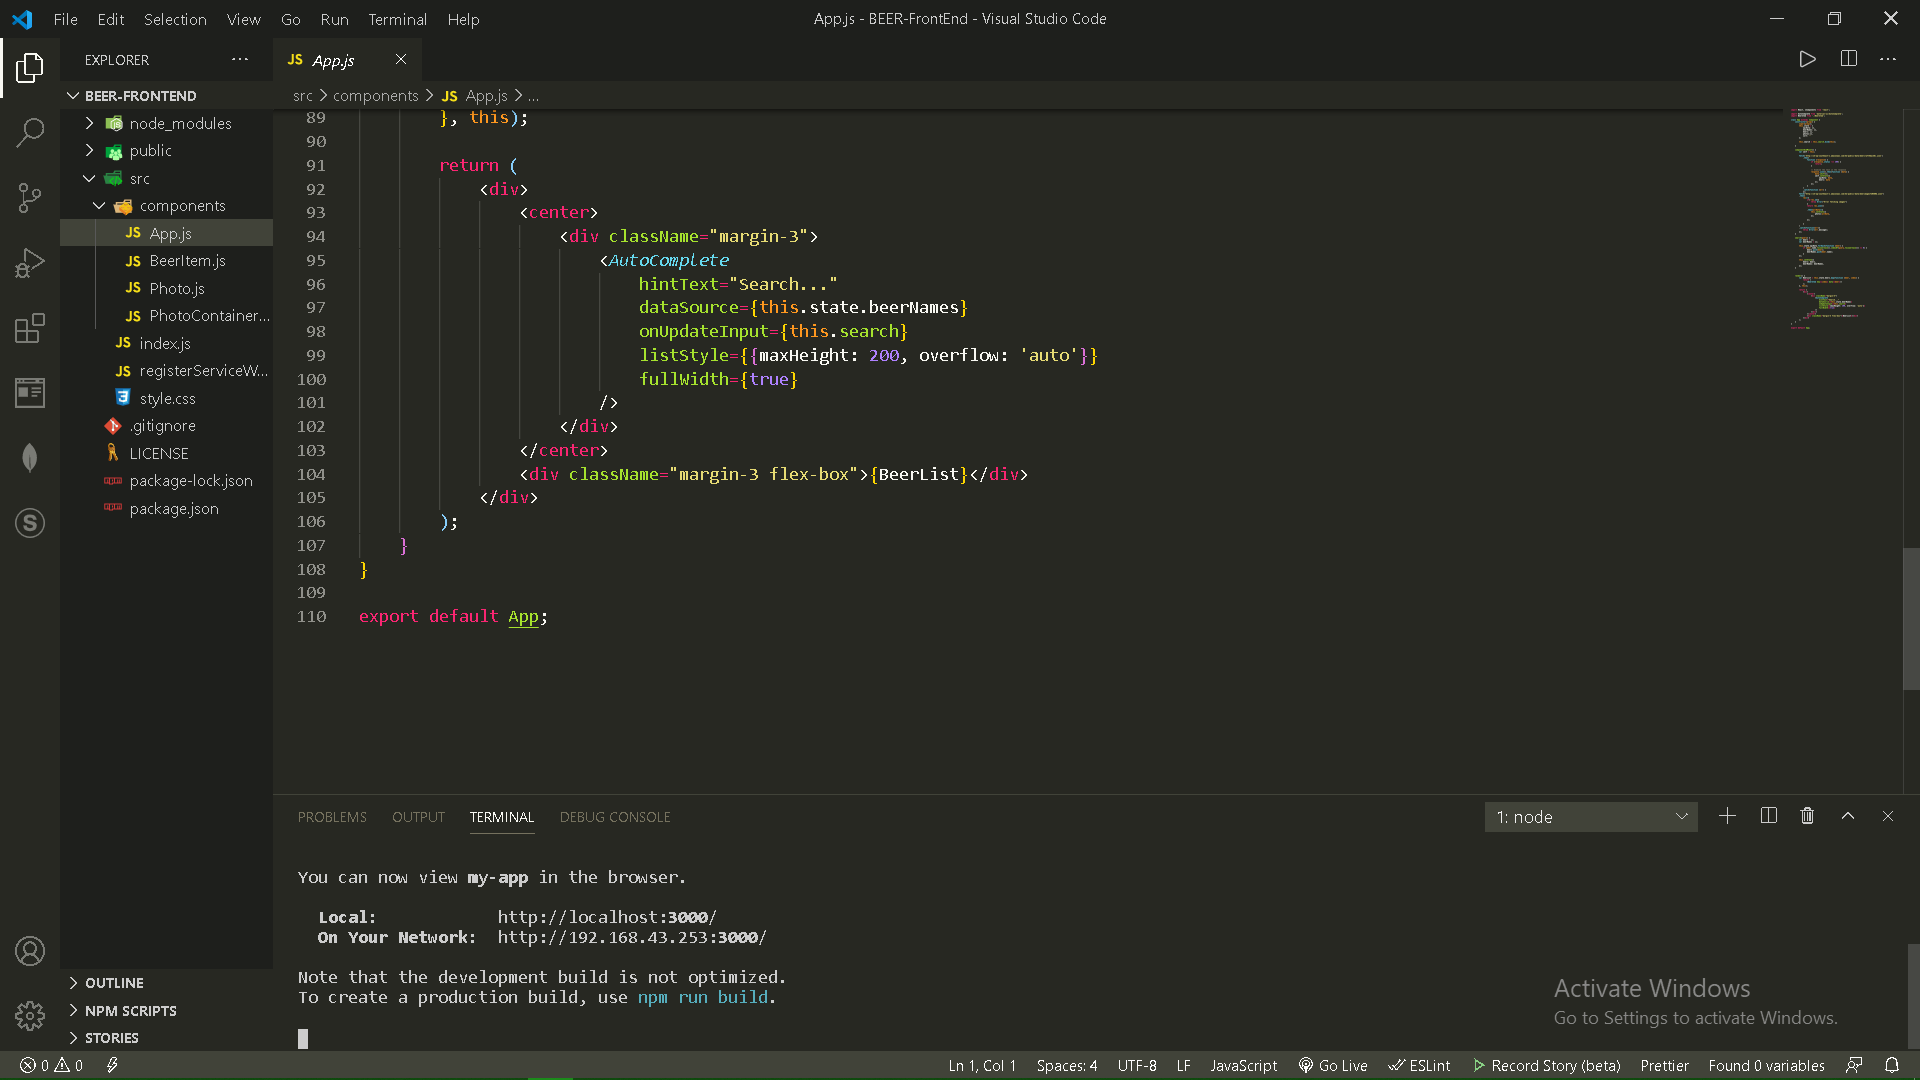 File Edit Selection View Go Run Terminal Help
App.js - BEER-FrontEnd - Visual Studio Code
EXPLORER
BEER-FRONTEND
node_modules
public
src
components
App.js
BeerItem.js
Photo.js
PhotoContainer...
index.js
registerServiceW...
style.css
.gitignore
LICENSE
package-lock.json
package.json
OUTLINE
NPM SCRIPTS
STORIES
JS App.js
src > components > JS App.js > ...
89 }, this);
90
91 return (
92 <div>
93 <center>
94 <div className="margin-3">
95 <AutoComplete
96 hintText="Search..."
97 dataSource={this.state.beerNames}
98 onUpdateInput={this.search}
99 listStyle={{maxHeight: 200, overflow: 'auto'}}
100 fullWidth={true}
101 />
102 </div>
103 </center>
104 <div className="margin-3 flex-box">{BeerList}</div>
105 </div>
106 );
107 }
108 }
109
110 export default App;
PROBLEMS OUTPUT TERMINAL DEBUG CONSOLE
1: node
You can now view my-app in the browser.
Local: http://localhost:3000/
On Your Network: http://192.168.43.253:3000/
Note that the development build is not optimized.
To create a production build, use npm run build.
Activate Windows
Go to Settings to activate Windows.
0 0
Ln 1, Col 1 Spaces: 4 UTF-8 LF JavaScript Go Live ESLint Record Story (beta) Prettier Found 0 variables